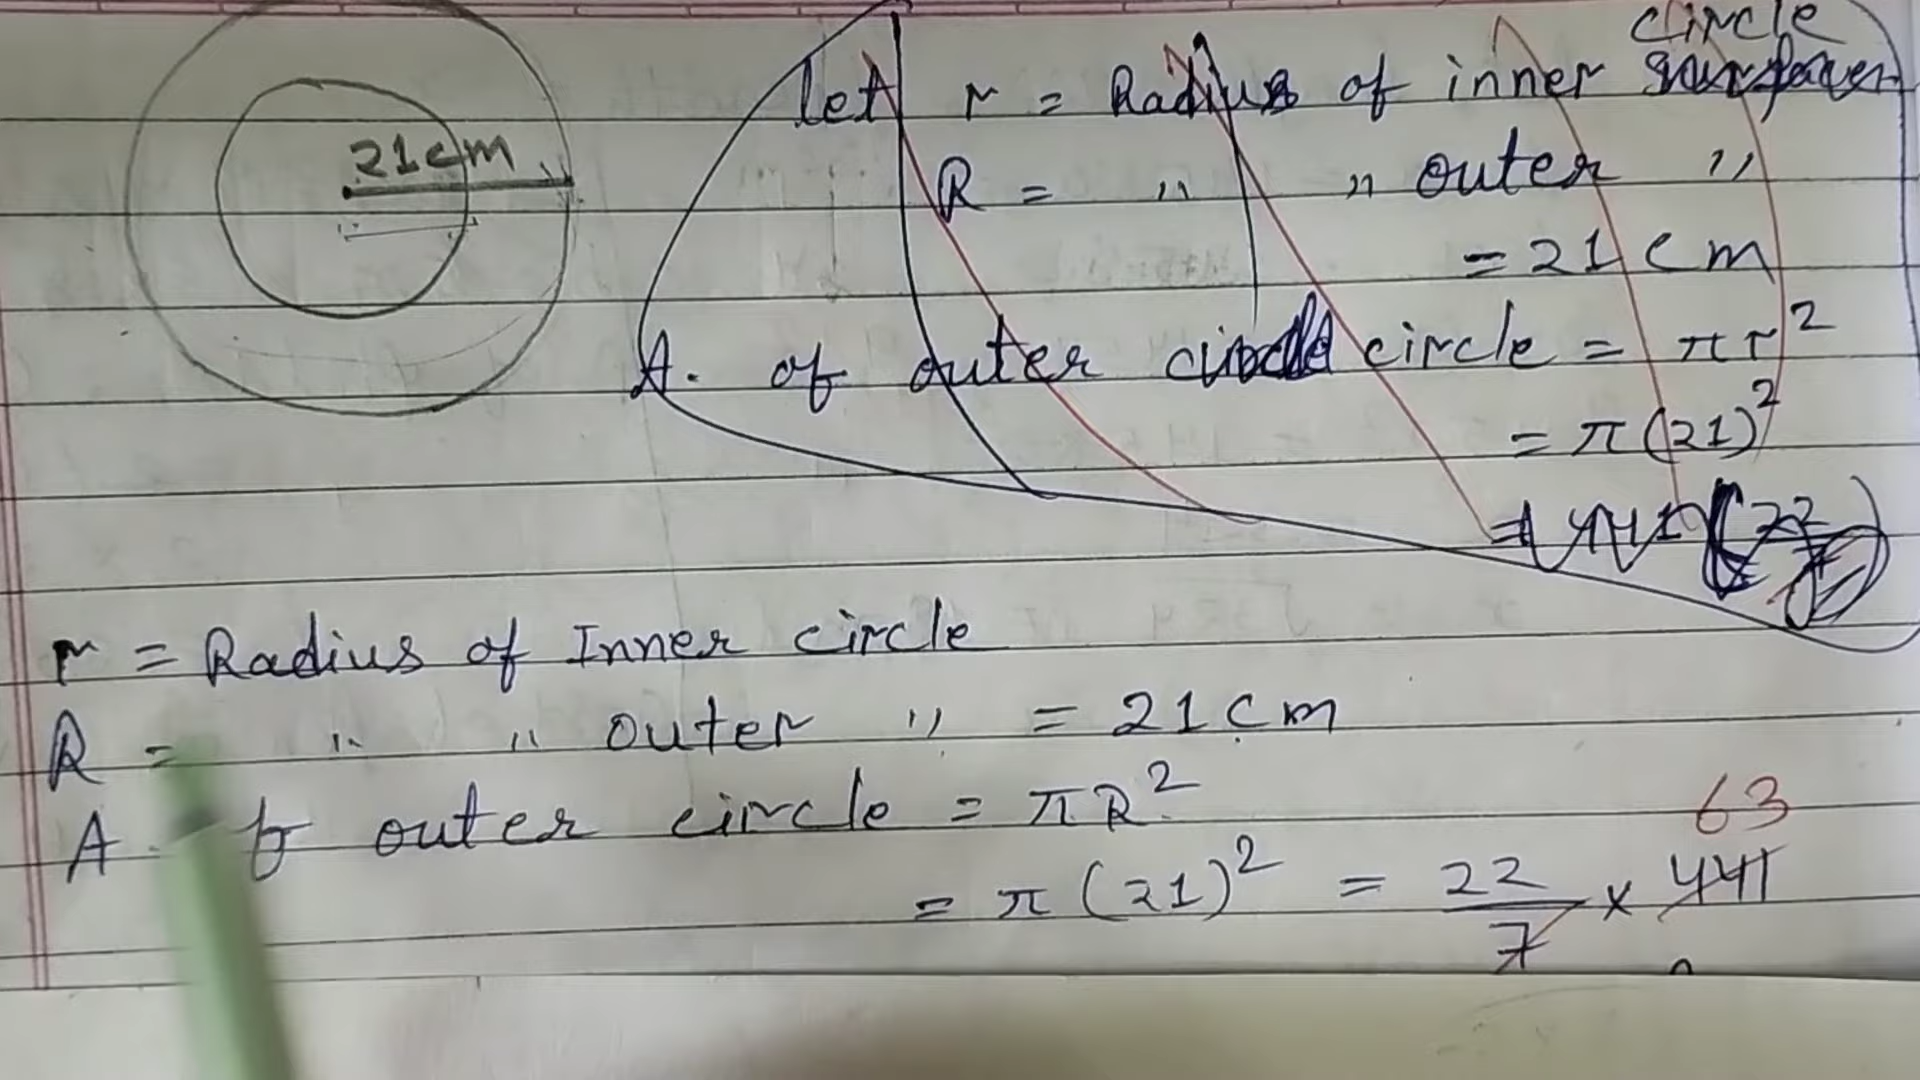 21cm
circle
let r = Radius of inner
R = " " outer "
= 21 cm
A. of outer circle = πr²
= π(21)²
r = Radius of Inner circle
R = " " outer " = 21 cm
A outer circle = πR²
63
= π (21)² = 22/7 × 441